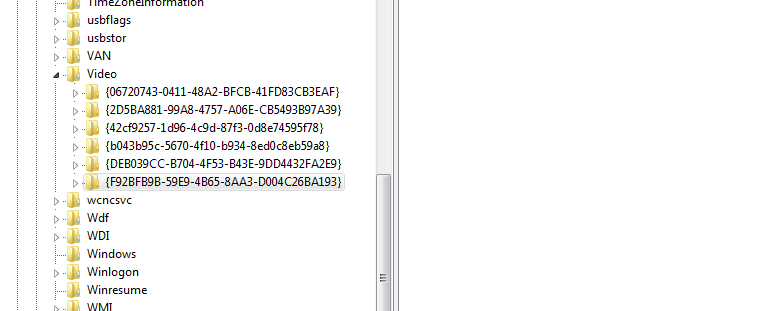 TimeZoneInformation
usbflags
usbstor
VAN
Video
{06720743-0411-48A2-BFCB-41FD83CB3EAF}
{2D5BA881-99A8-4757-A06E-CB5493B97A39}
{42cf9257-1d96-4c9d-87f3-0d8e74595f78}
{b043b95c-5670-4f10-b934-8ed0c8eb59a8}
{DEB039CC-B704-4F53-B43E-9DD4432FA2E9}
{F92BFB9B-59E9-4B65-8AA3-D004C26BA193}
wcncsvc
Wdf
WDI
Windows
Winlogon
Winresume
WMI